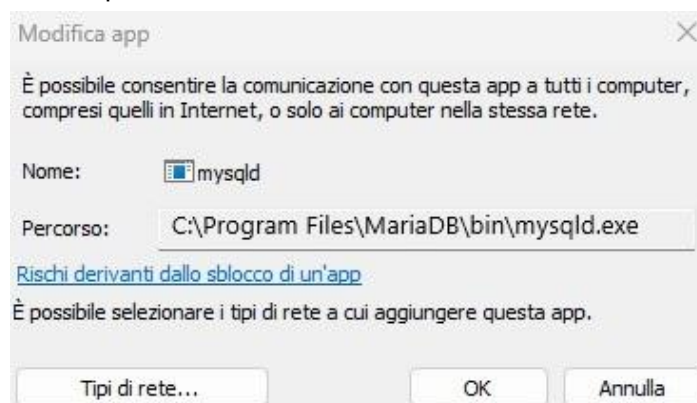 Modifica app
È possibile consentire la comunicazione con questa app a tutti i computer,
compresi quelli in Internet, o solo ai computer nella stessa rete.
Nome: mysqld
Percorso: C:\Program Files\MariaDB\bin\mysqld.exe
Rischi derivanti dallo sblocco di un'app
È possibile selezionare i tipi di rete a cui aggiungere questa app.
Tipi di rete... OK Annulla